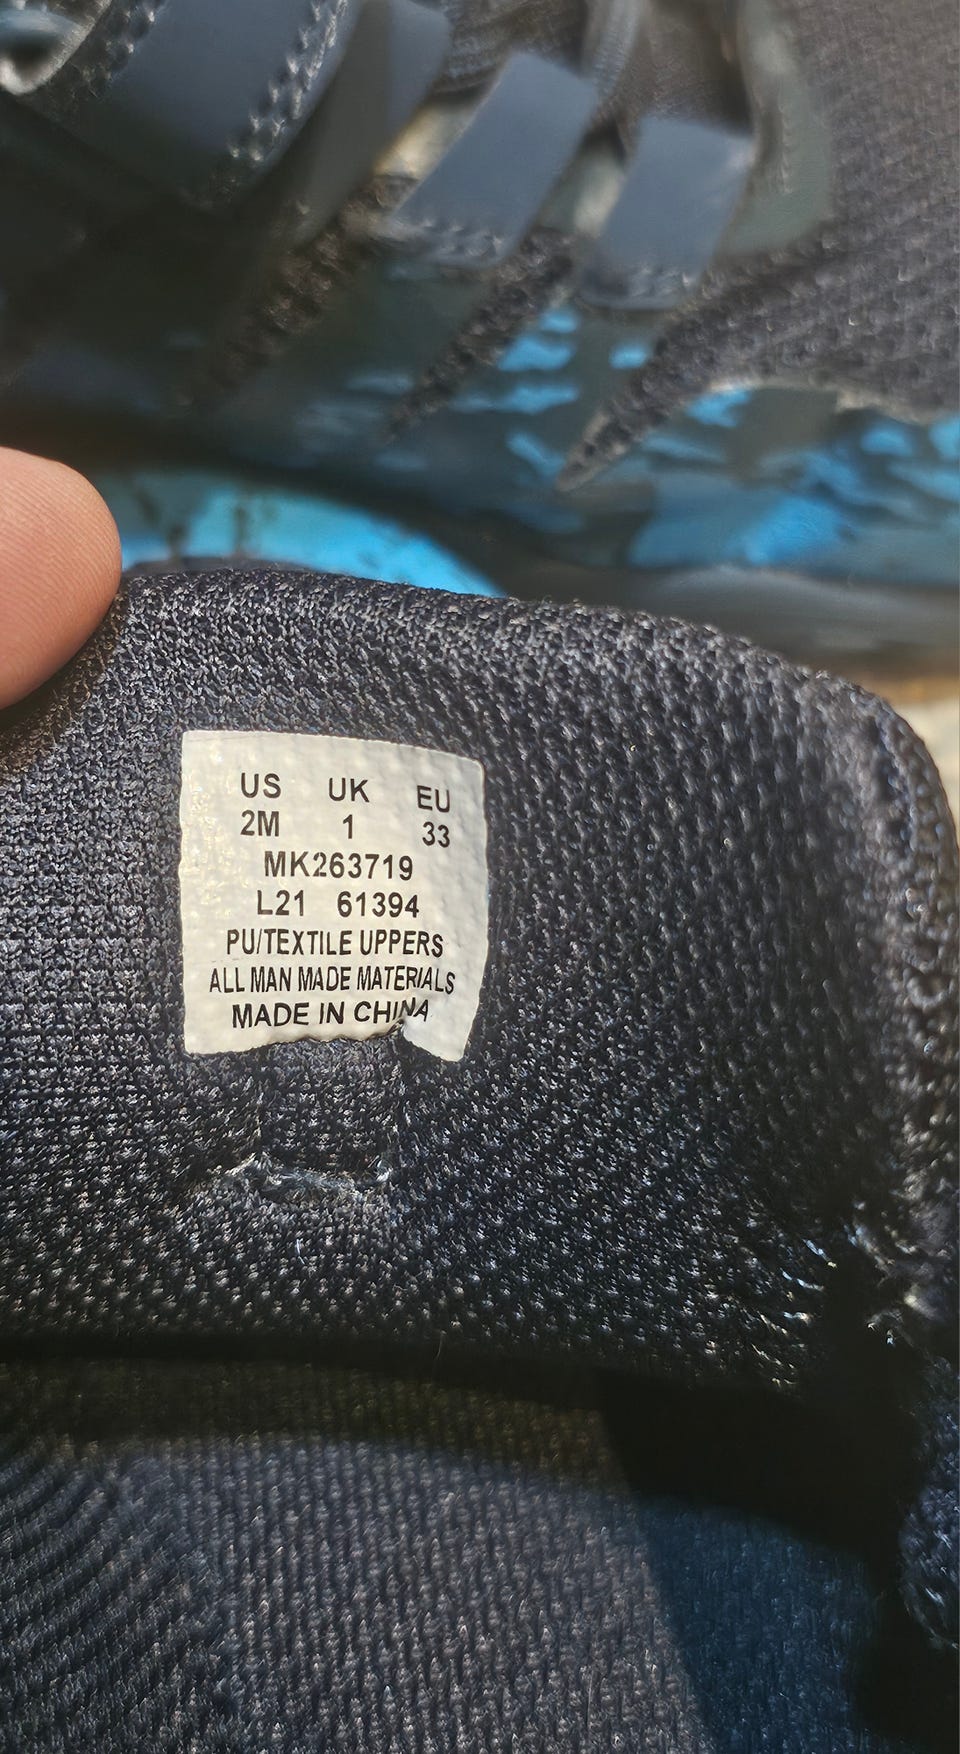 US UK EU
2M 1 33
MK263719
L21 61394
PU/TEXTILE UPPERS
ALL MAN MADE MATERIALS
MADE IN CHINA